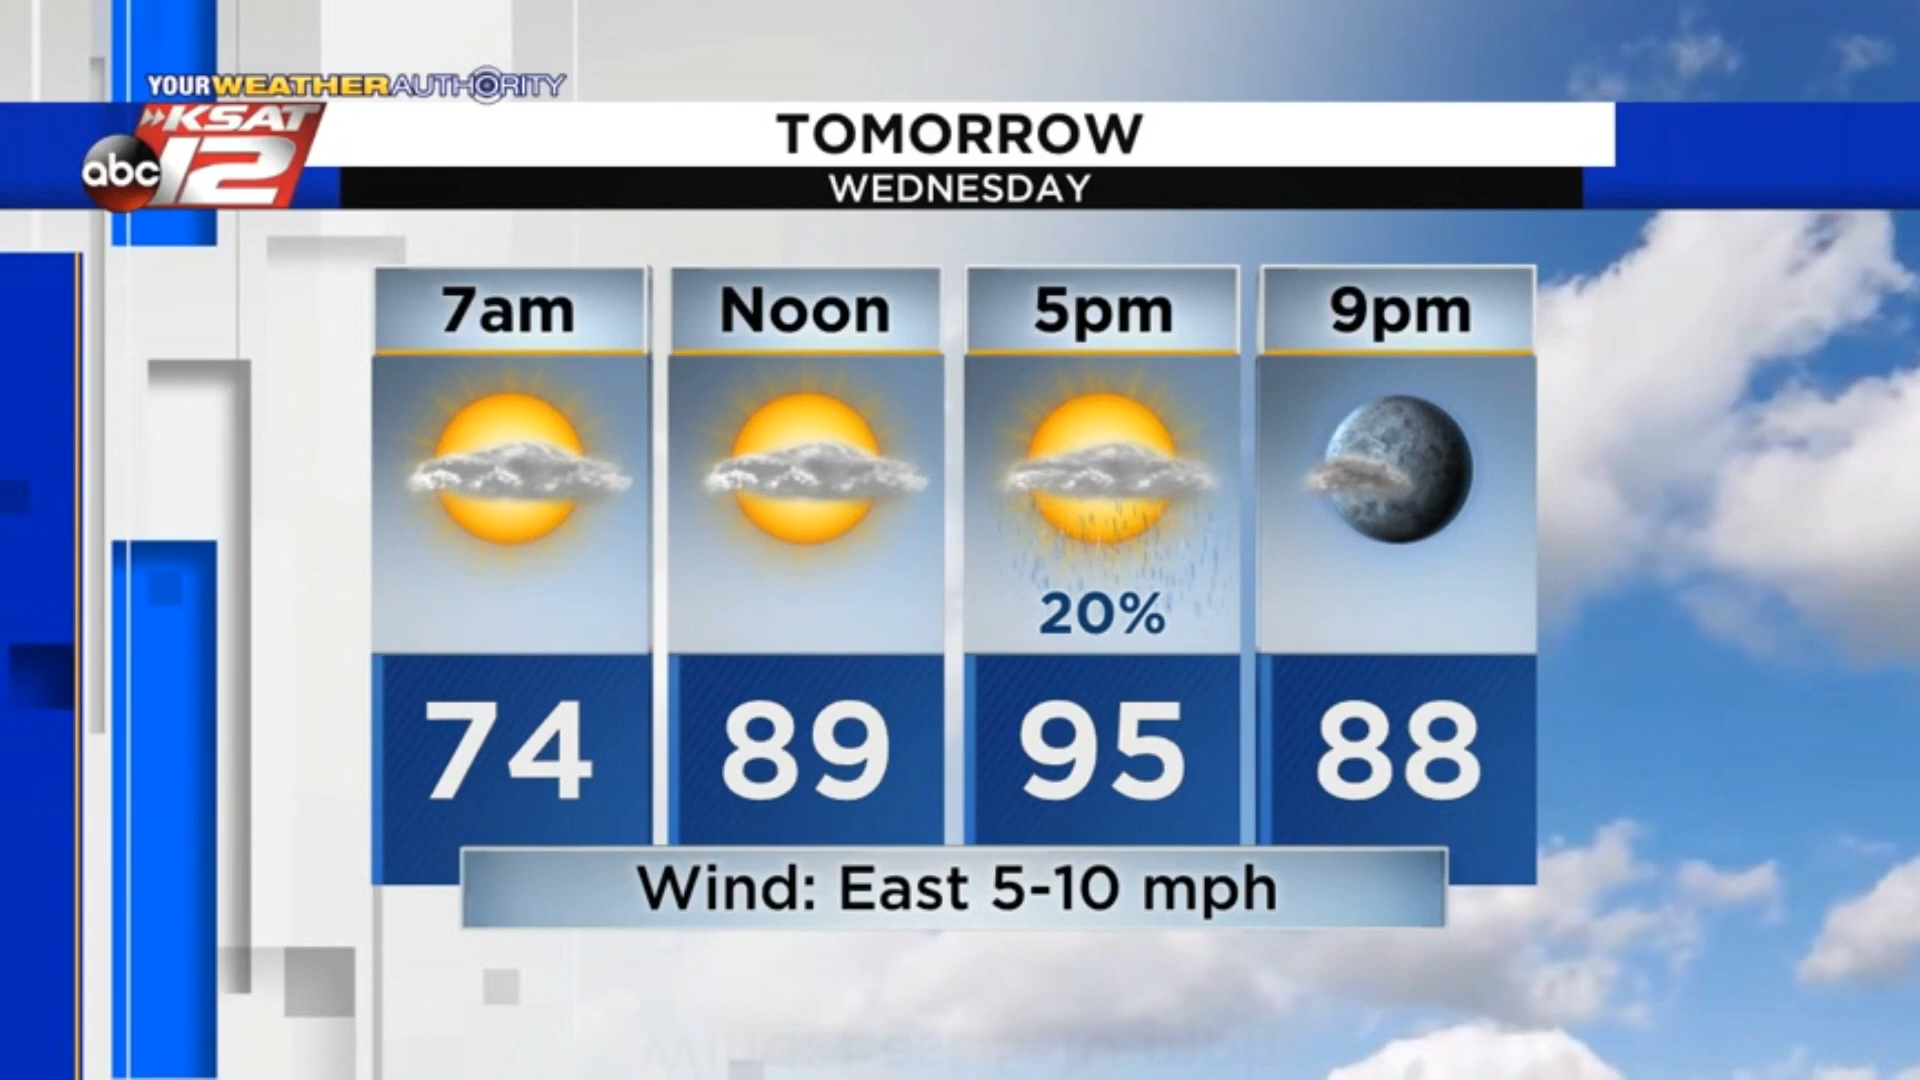 YOURWEATHERAUTHORITY
KSAT
abc 12
TOMORROW
WEDNESDAY
7am Noon 5pm 9pm
20%
74 89 95 88
Wind: East 5-10 mph